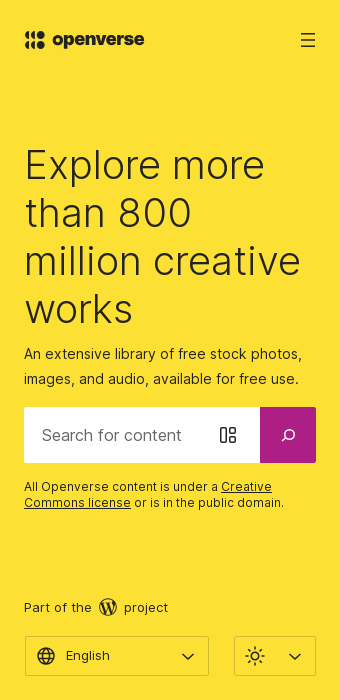 openverse
Explore more
than 800
million creative
works
An extensive library of free stock photos,
images, and audio, available for free use.
Search for content
All Openverse content is under a Creative
Commons license or is in the public domain.
Part of the project
English